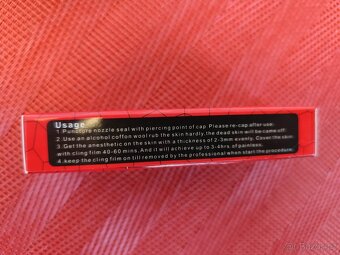 Usage
1 Puncture nozzle seal with piercing point of cap. Please re-cap after use:
2.Use an alcohol coffon wool rub the skin hardly, the dead skin will be came off:
3.Get the anesthetic on the skin with a thickness of 2-3mm evenly. Cover the skin
with cling film 40-60 mins. And it will achieve up to 3-4hrs. of gainless:
4:keep the cling film on till removed by the professional when start the procedure: